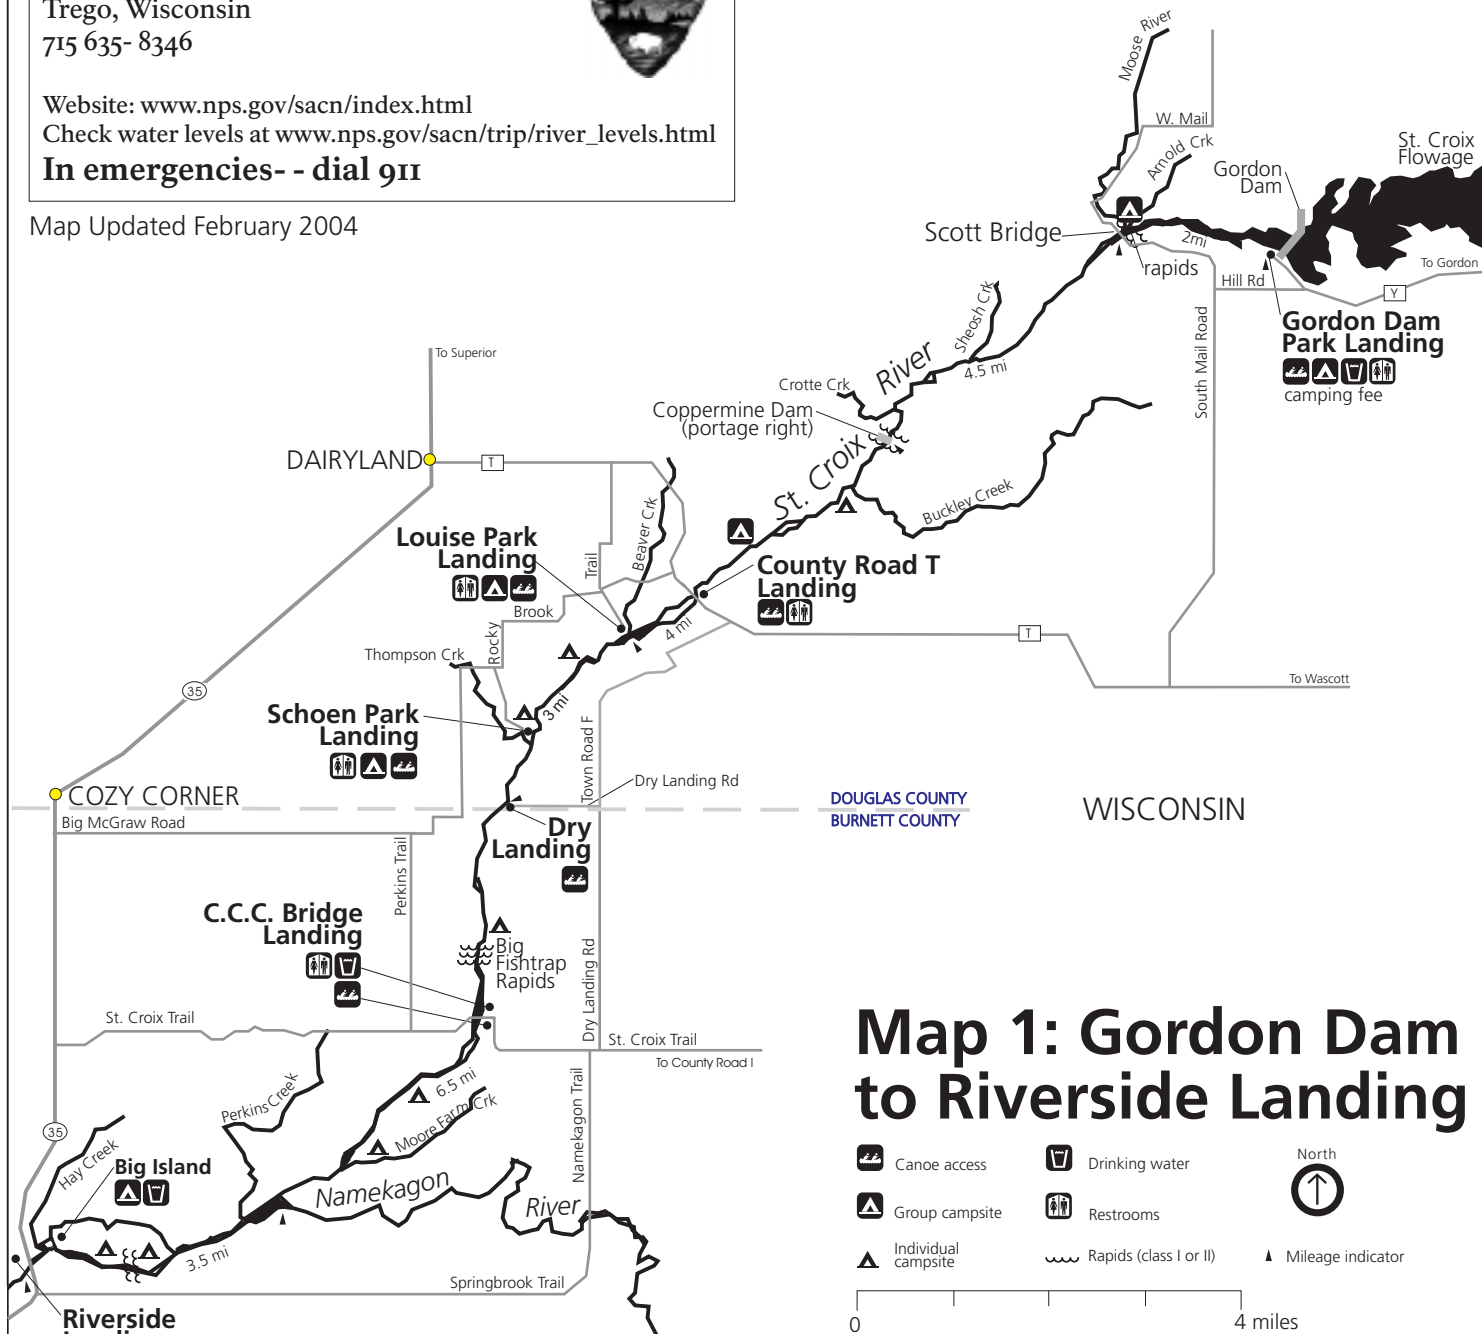 Trego, Wisconsin
715 635- 8346
Website: www.nps.gov/sacn/index.html
Check water levels at www.nps.gov/sacn/trip/river_levels.html
In emergencies- - dial 911
Map Updated February 2004
Moose River
W. Mail
Arnold Crk
St. Croix
Flowage
Gordon
Dam
Scott Bridge
2mi
rapids
To Gordon
Hill Rd
Y
Gordon Dam
Park Landing
camping fee
South Mail Road
Sheosh Crk
River
4.5 mi
Crotte Crk
Coppermine Dam
(portage right)
St. Croix
Buckley Creek
To Superior
DAIRYLAND
T
Louise Park
Landing
Trail
Beaver Crk
County Road T
Landing
Brook
Rocky
4 mi
T
Thompson Crk
To Wascott
35
Schoen Park
Landing
3 mi
Town Road F
Dry Landing Rd
COZY CORNER
DOUGLAS COUNTY
BURNETT COUNTY
WISCONSIN
Big McGraw Road
Dry
Landing
Perkins Trail
C.C.C. Bridge
Landing
Big
Fishtrap
Rapids
Dry Landing Rd
St. Croix Trail
St. Croix Trail
To County Road I
6.5 mi
Moore Farm Crk
Perkins Creek
Namekagon Trail
35
Hay Creek
Big Island
Namekagon
River
3.5 mi
Springbrook Trail
Riverside
Map 1: Gordon Dam
to Riverside Landing
Canoe access
Drinking water
North
Group campsite
Restrooms
Individual
campsite
Rapids (class I or II)
Mileage indicator
0
4 miles